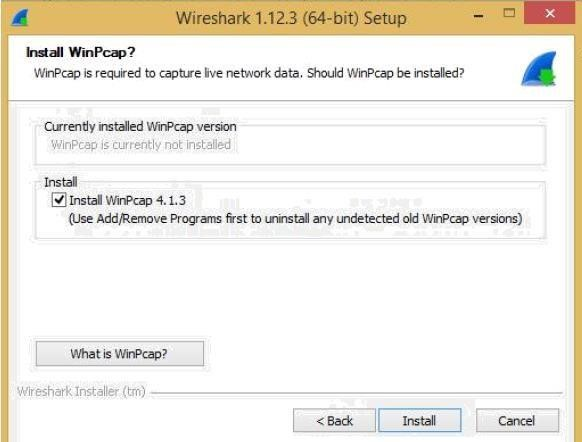 Wireshark 1.12.3 (64-bit) Setup
Install WinPcap?
WinPcap is required to capture live network data. Should WinPcap be installed?
Currently installed WinPcap version
WinPcap is currently not installed
Install
Install WinPcap 4.1.3
(Use Add/Remove Programs first to uninstall any undetected old WinPcap versions)
What is WinPcap?
Wireshark Installer (tm)
< Back
Install
Cancel